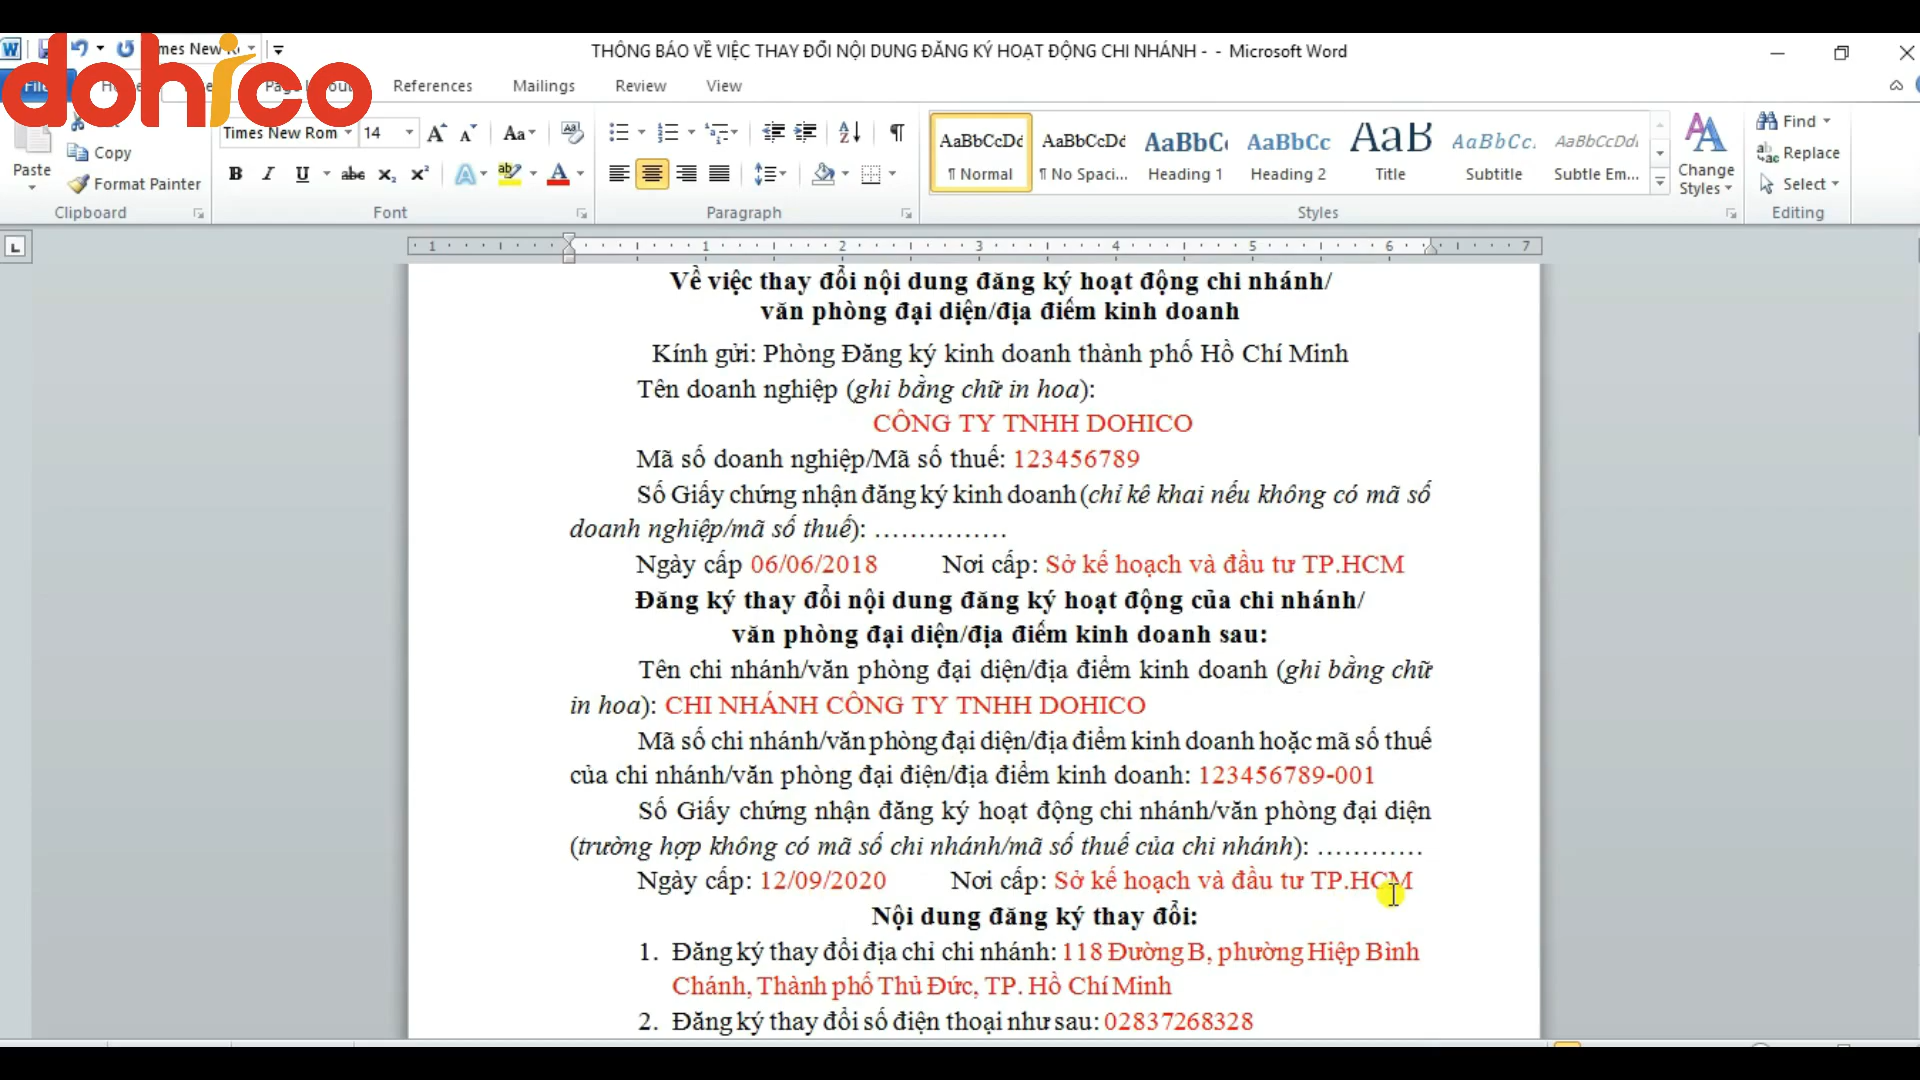 THÔNG BÁO VỀ VIỆC THAY ĐỔI NỘI DUNG ĐĂNG KÝ HOẠT ĐỘNG CHI NHÁNH - - Microsoft Word
dohico
References Mailings Review View
Paste
Copy
Format Painter
Clipboard
Times New Rom 14
Font
Paragraph
AaBbCcDd AaBbCcDd AaBbC AaBbCc AaB AaBbCc. AaBbCcDd
¶ Normal ¶ No Spaci... Heading 1 Heading 2 Title Subtitle Subtle Em...
Styles
Change Styles
Find
Replace
Select
Editing
1 1 2 3 4 5 6 7
Về việc thay đổi nội dung đăng ký hoạt động chi nhánh/
văn phòng đại diện/địa điểm kinh doanh
Kính gửi: Phòng Đăng ký kinh doanh thành phố Hồ Chí Minh
Tên doanh nghiệp (ghi bằng chữ in hoa):
CÔNG TY TNHH DOHICO
Mã số doanh nghiệp/Mã số thuế: 123456789
Số Giấy chứng nhận đăng ký kinh doanh (chỉ kê khai nếu không có mã số
doanh nghiệp/mã số thuế): ……………
Ngày cấp 06/06/2018 Nơi cấp: Sở kế hoạch và đầu tư TP.HCM
Đăng ký thay đổi nội dung đăng ký hoạt động của chi nhánh/
văn phòng đại diện/địa điểm kinh doanh sau:
Tên chi nhánh/văn phòng đại diện/địa điểm kinh doanh (ghi bằng chữ
in hoa): CHI NHÁNH CÔNG TY TNHH DOHICO
Mã số chi nhánh/văn phòng đại diện/địa điểm kinh doanh hoặc mã số thuế
của chi nhánh/văn phòng đại điện/địa điểm kinh doanh: 123456789-001
Số Giấy chứng nhận đăng ký hoạt động chi nhánh/văn phòng đại diện
(trường hợp không có mã số chi nhánh/mã số thuế của chi nhánh): …………
Ngày cấp: 12/09/2020 Nơi cấp: Sở kế hoạch và đầu tư TP.HCM
Nội dung đăng ký thay đổi:
1. Đăng ký thay đổi địa chỉ chi nhánh: 118 Đường B, phường Hiệp Bình
Chánh, Thành phố Thủ Đức, TP. Hồ Chí Minh
2. Đăng ký thay đổi số điện thoại như sau: 02837268328